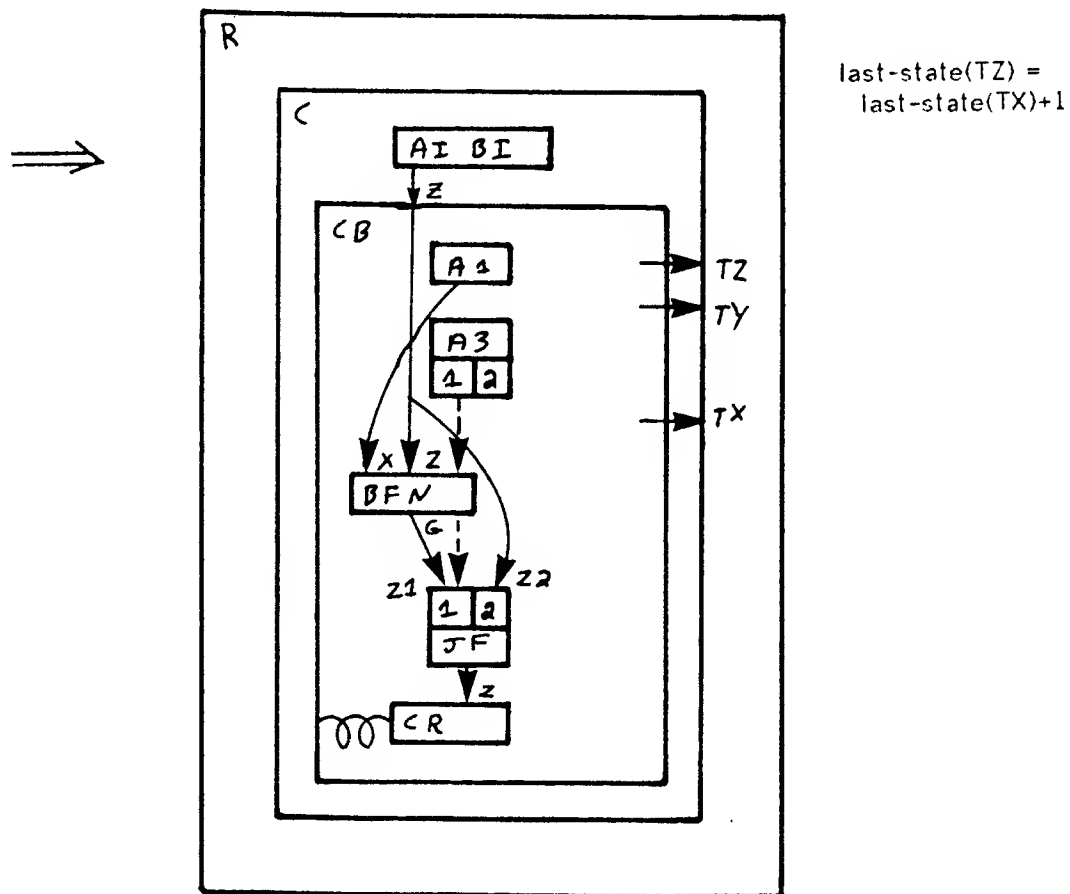 R
last-state(TZ) =
last-state(TX)+1
C
AI BI
Z
CB
A1
TZ
TY
A3
1 2
TX
X Z
BFN
G
Z1 Z2
1 2
JF
Z
CR